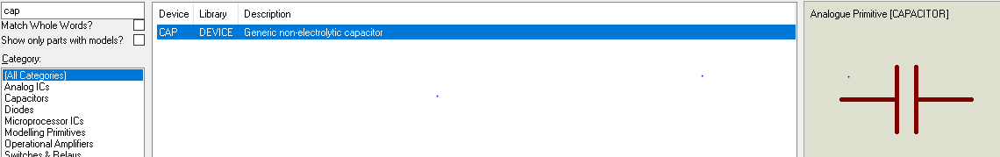 cap
Match Whole Words?
Show only parts with models?
Category:
(All Categories)
Analog ICs
Capacitors
Diodes
Microprocessor ICs
Modelling Primitives
Operational Amplifiers
Switches & Relays
Device Library Description
CAP DEVICE Generic non-electrolytic capacitor
Analogue Primitive [CAPACITOR]